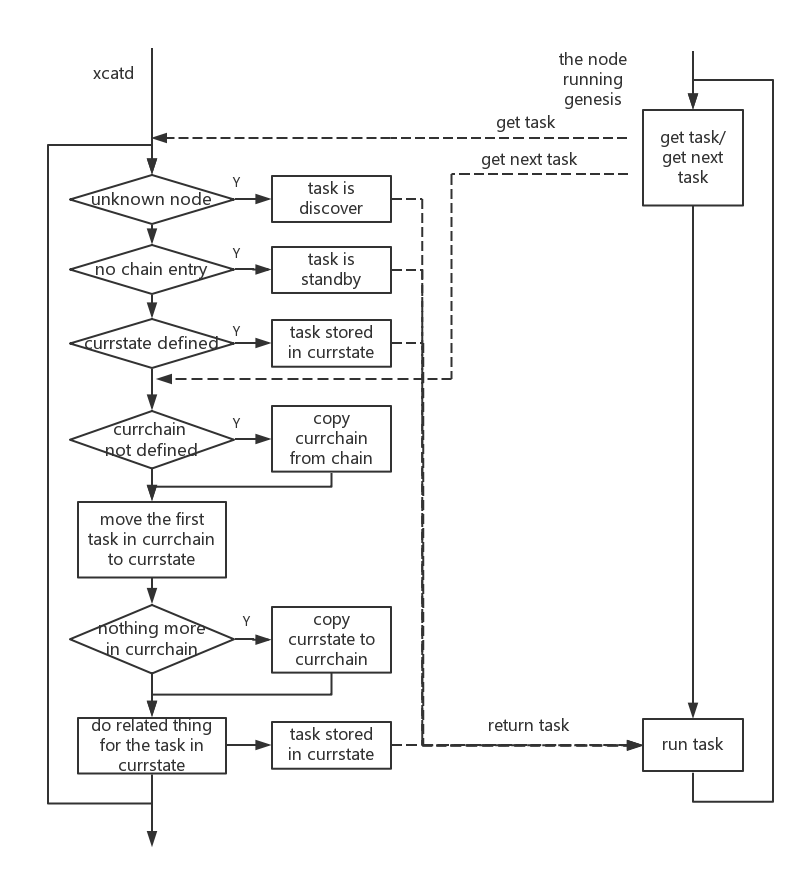 xcatd
the node
running
genesis
get task
get next task
get task/
get next
task
unknown node
Y
task is
discover
no chain entry
Y
task is
standby
currstate defined
Y
task stored
in currstate
currchain
not defined
Y
copy
currchain
from chain
move the first
task in currchain
to currstate
nothing more
in currchain
Y
copy
currstate to
currchain
do related thing
for the task in
currstate
task stored
in currstate
return task
run task